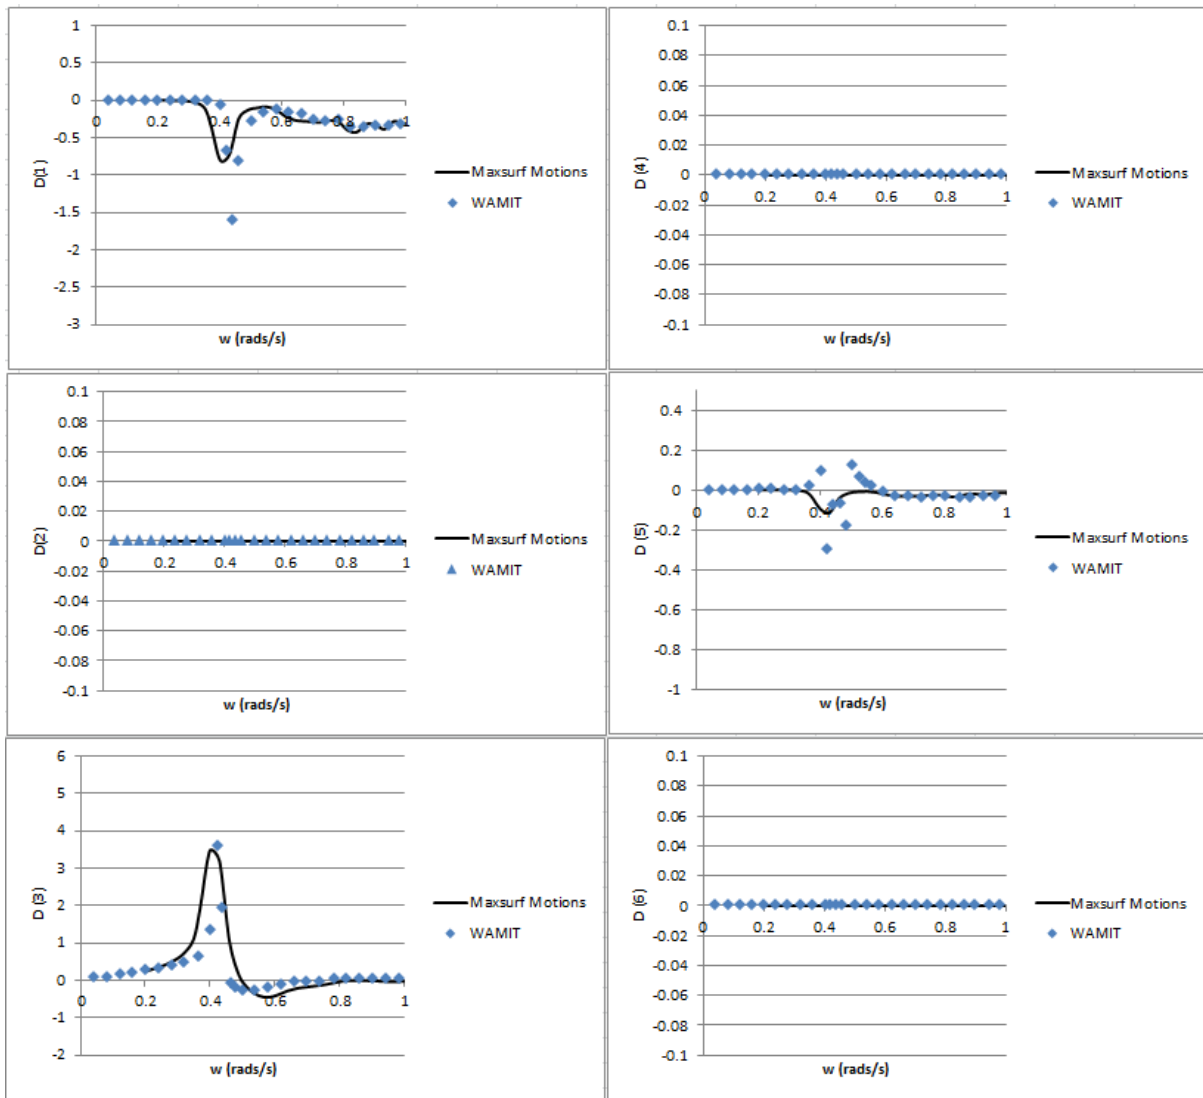 1
0.5
0
0 0.2 0.4 0.6 0.8 1
-0.5
-1
-1.5
-2
-2.5
-3
D(1)
w (rads/s)
Maxsurf Motions
WAMIT
0.1
0.08
0.06
0.04
0.02
0
0 0.2 0.4 0.6 0.8 1
-0.02
-0.04
-0.06
-0.08
-0.1
D (4)
w (rads/s)
Maxsurf Motions
WAMIT
0.1
0.08
0.06
0.04
0.02
0
0 0.2 0.4 0.6 0.8 1
-0.02
-0.04
-0.06
-0.08
-0.1
D(2)
w (rads/s)
Maxsurf Motions
WAMIT
0.4
0.2
0
0 0.2 0.4 0.6 0.8 1
-0.2
-0.4
-0.6
-0.8
-1
D (5)
w (rads/s)
Maxsurf Motions
WAMIT
6
5
4
3
2
1
0
0 0.2 0.4 0.6 0.8 1
-1
-2
D (3)
w (rads/s)
Maxsurf Motions
WAMIT
0.1
0.08
0.06
0.04
0.02
0
0 0.2 0.4 0.6 0.8 1
-0.02
-0.04
-0.06
-0.08
-0.1
D (6)
w (rads/s)
Maxsurf Motions
WAMIT